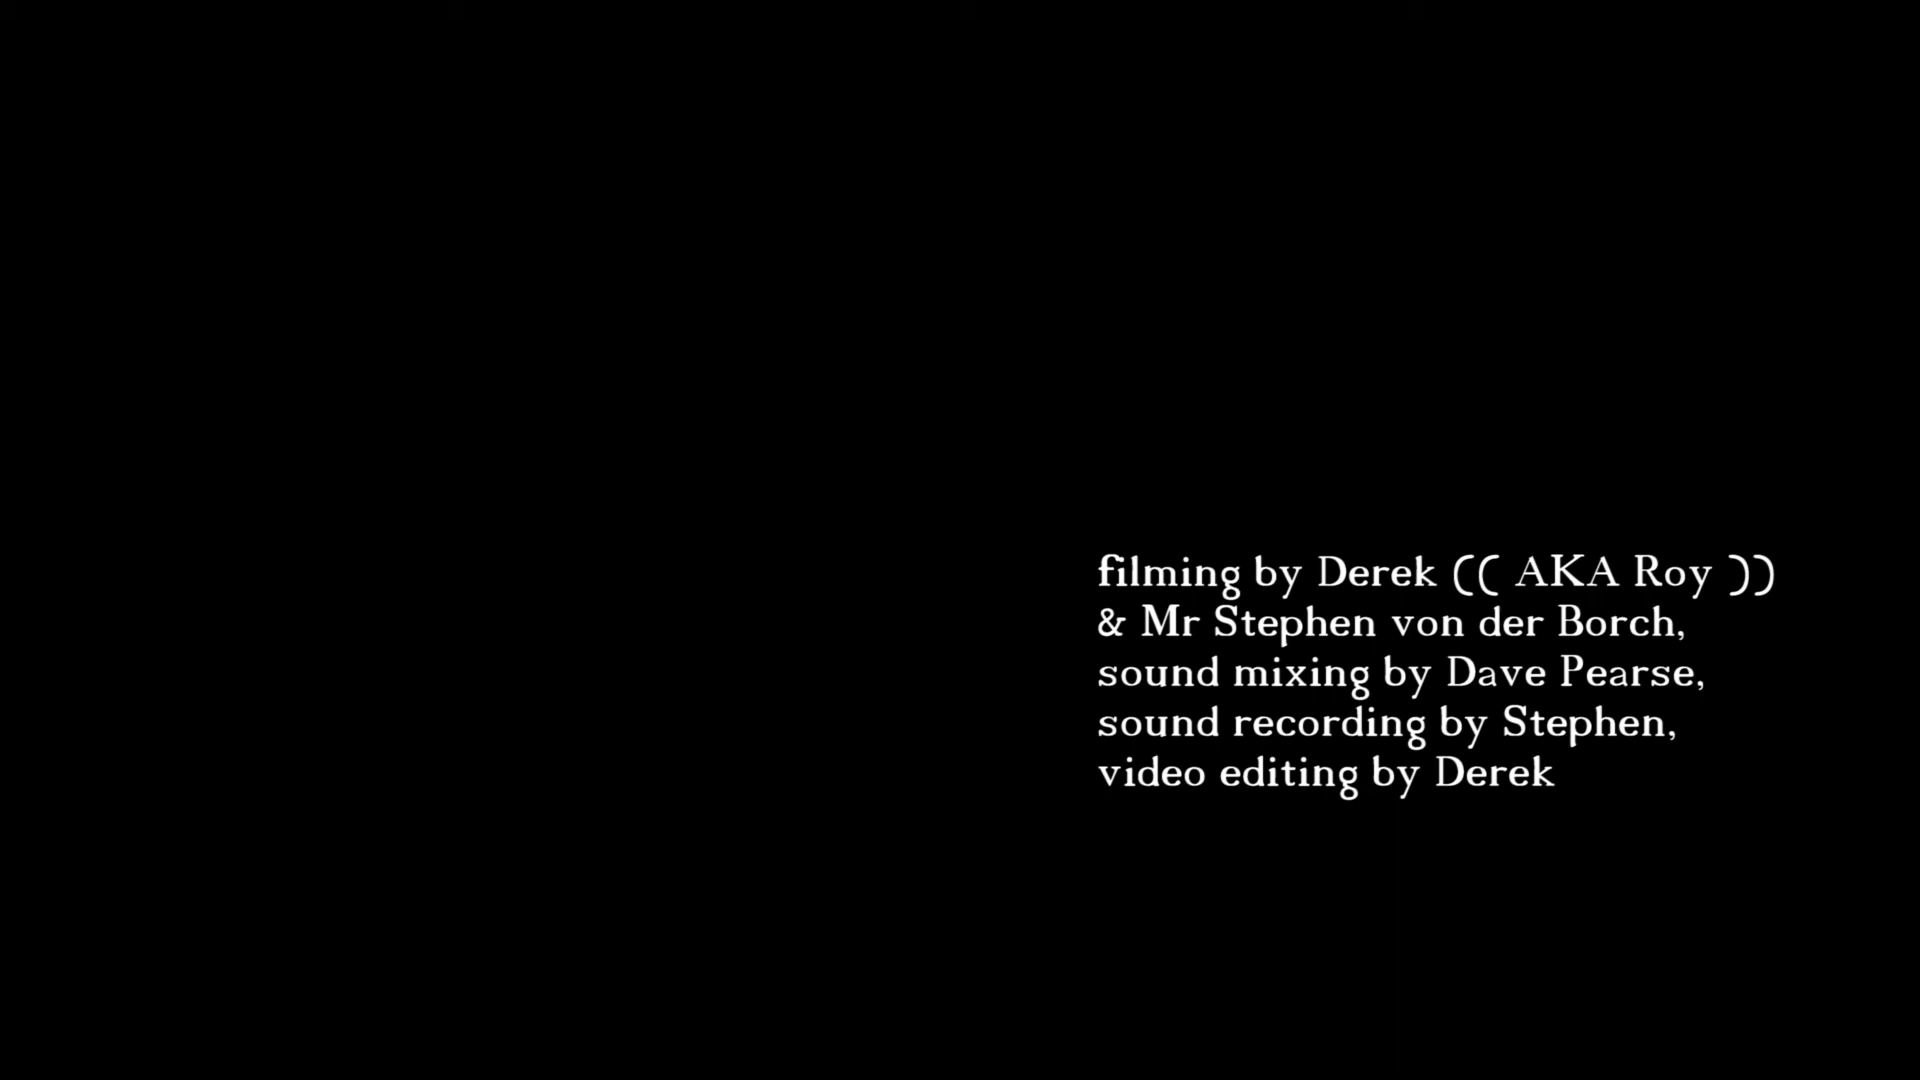 filming by Derek (( AKA Roy ))
& Mr Stephen von der Borch,
sound mixing by Dave Pearse,
sound recording by Stephen,
video editing by Derek